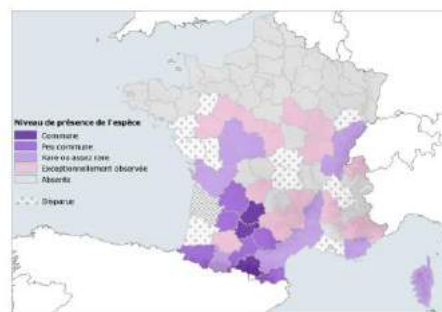 Niveau de présence de l'espèce
Commune
Peu commune
Rare ou assez rare
Exceptionnellement observée
Absente
Disparue